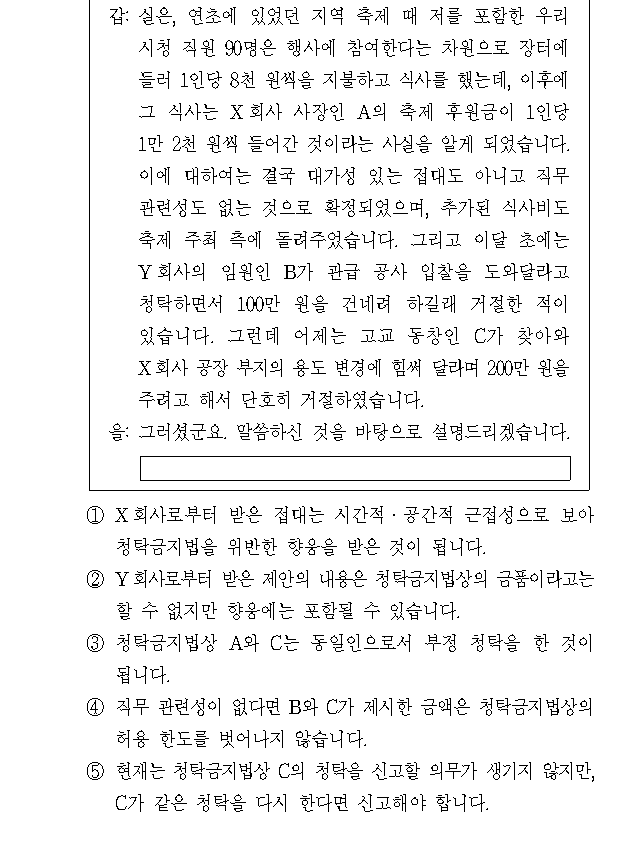 갑: 실은, 연초에 있었던 지역 축제 때 저를 포함한 우리
시청 직원 90명은 행사에 참여한다는 차원으로 장터에
들러 1인당 8천 원씩을 지불하고 식사를 했는데, 이후에
그 식사는 X회사 사장인 A의 축제 후원금이 1인당
1만 2천 원씩 들어간 것이라는 사실을 알게 되었습니다.
이에 대하여는 결국 대가성 있는 접대도 아니고 직무
관련성도 없는 것으로 확정되었으며, 추가된 식사비도
축제 주최 측에 돌려주었습니다. 그리고 이달 초에는
Y회사의 임원인 B가 관급 공사 입찰을 도와달라고
청탁하면서 100만 원을 건네려 하길래 거절한 적이
있습니다. 그런데 어제는 고교 동창인 C가 찾아와
X회사 공장 부지의 용도 변경에 힘써 달라며 200만 원을
주려고 해서 단호히 거절하였습니다.
을: 그러셨군요. 말씀하신 것을 바탕으로 설명드리겠습니다.
① X회사로부터 받은 접대는 시간적·공간적 근접성으로 보아
청탁금지법을 위반한 향응을 받은 것이 됩니다.
② Y회사로부터 받은 제안의 내용은 청탁금지법상의 금품이라고는
할 수 없지만 향응에는 포함될 수 있습니다.
③ 청탁금지법상 A와 C는 동일인으로서 부정 청탁을 한 것이
됩니다.
④ 직무 관련성이 없다면 B와 C가 제시한 금액은 청탁금지법상의
허용 한도를 벗어나지 않습니다.
⑤ 현재는 청탁금지법상 C의 청탁을 신고할 의무가 생기지 않지만,
C가 같은 청탁을 다시 한다면 신고해야 합니다.